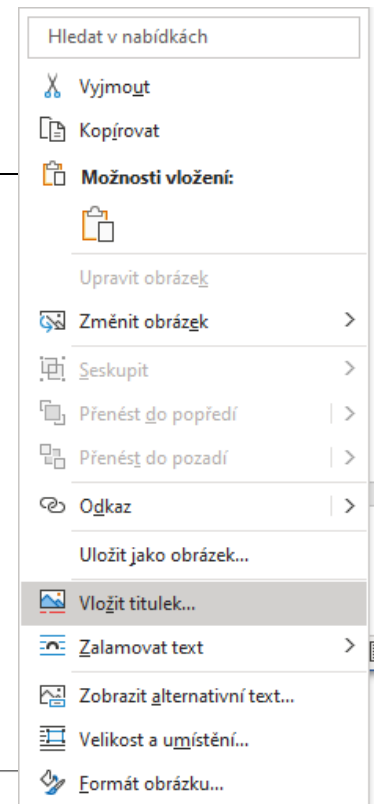 Hledat v nabídkách
Vyjmout
Kopírovat
Možnosti vložení:
Upravit obrázek
Změnit obrázek
Seskupit
Přenést do popředí
Přenést do pozadí
Odkaz
Uložit jako obrázek...
Vložit titulek...
Zalamovat text
Zobrazit alternativní text...
Velikost a umístění...
Formát obrázku...